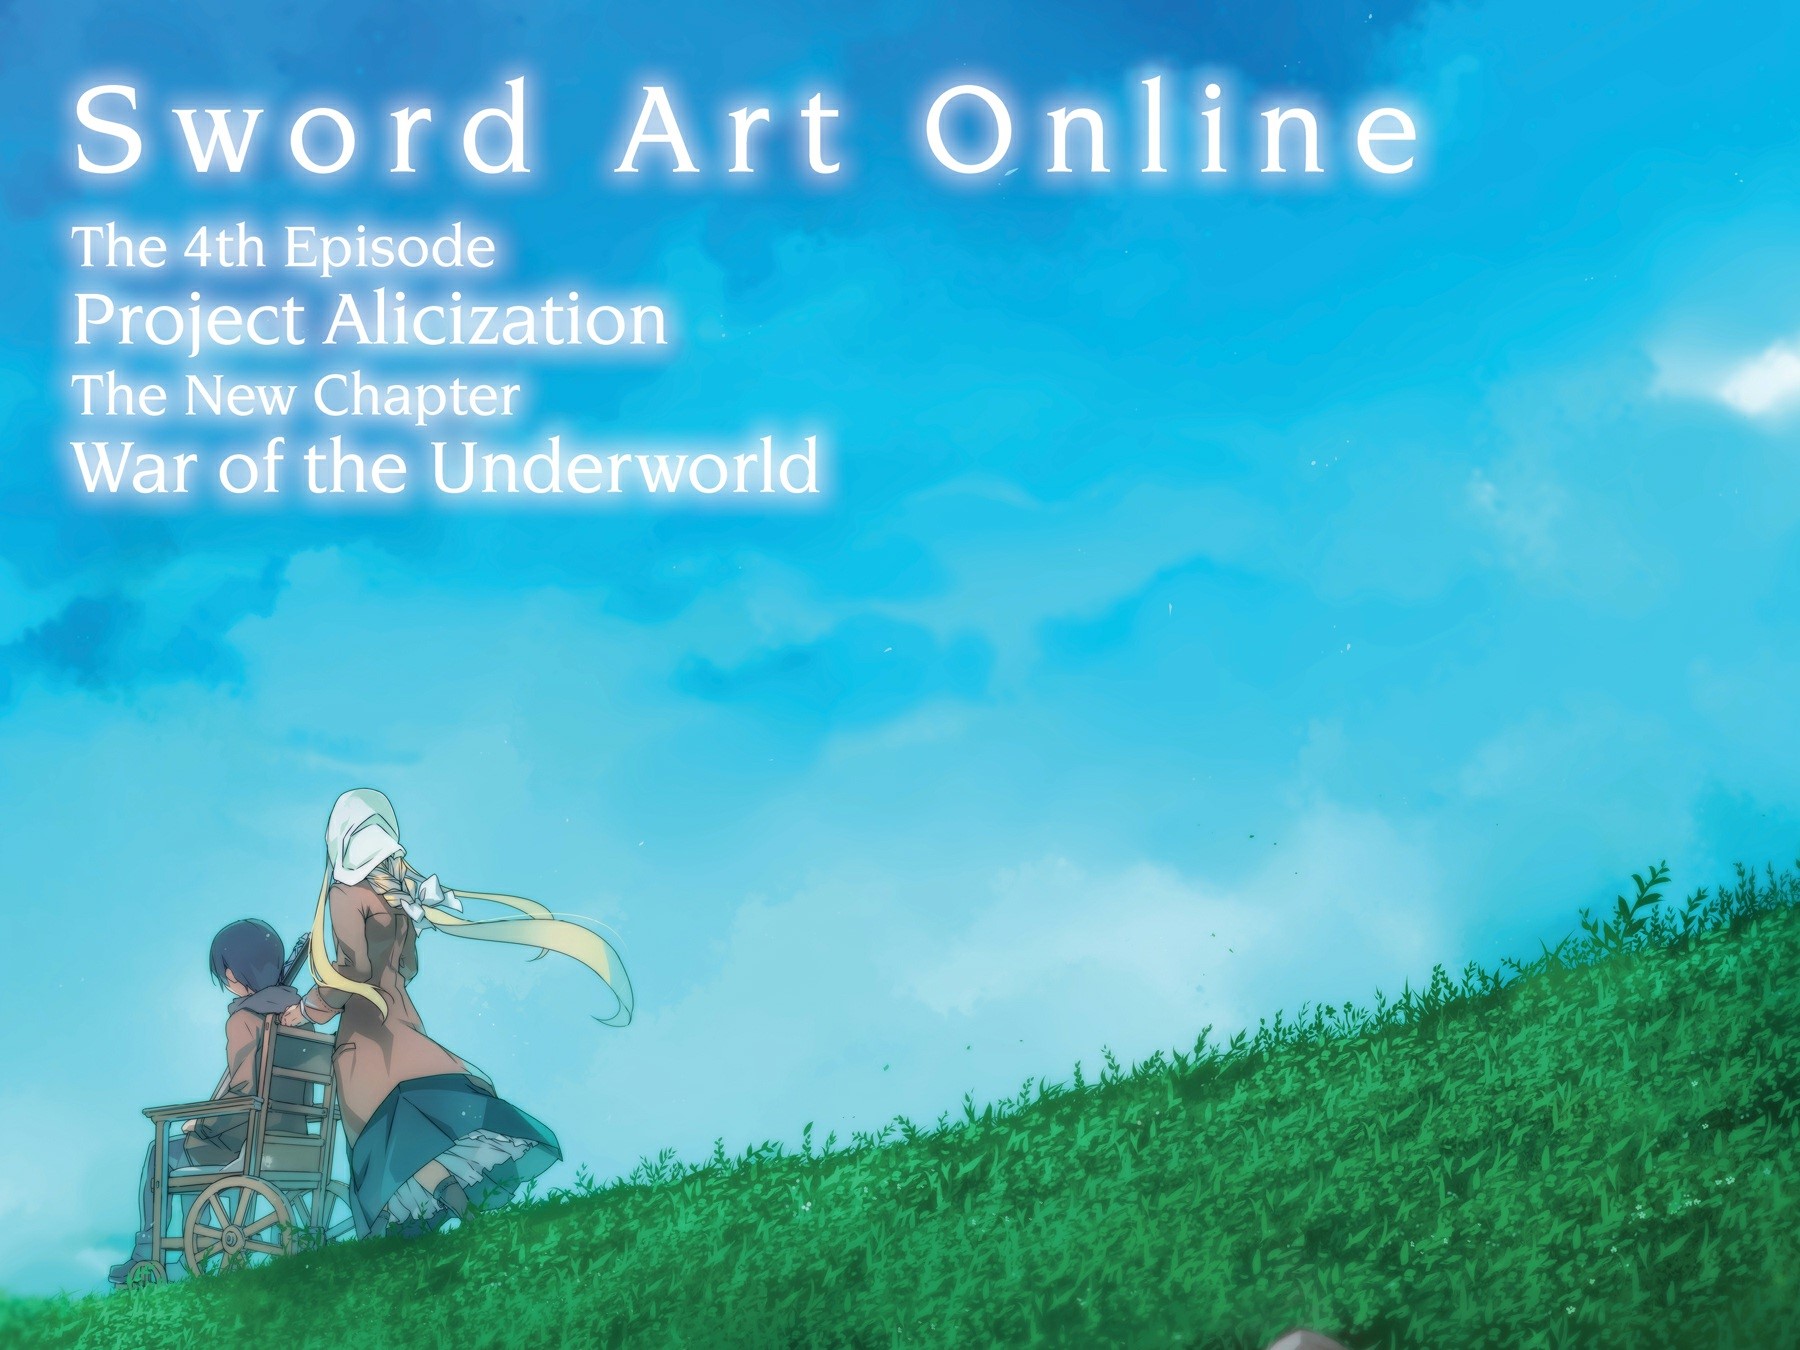 Sword Art Online
The 4th Episode
Project Alicization
The New Chapter
War of the Underworld